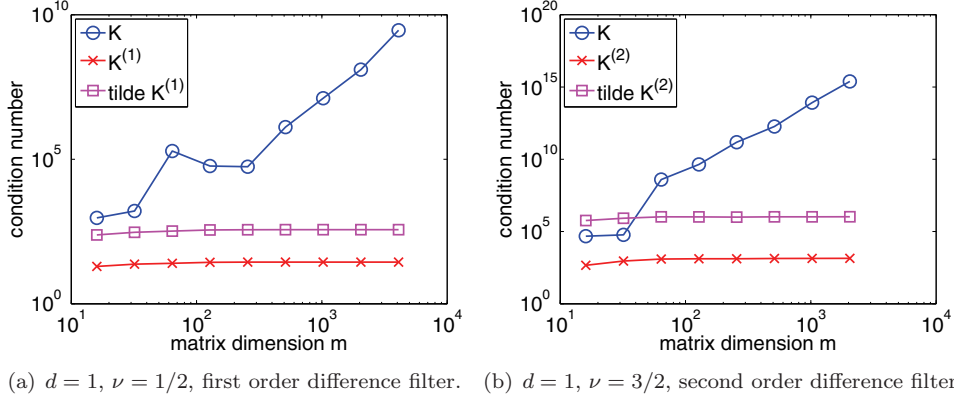 10^10
10^5
10^0
condition number
K
K^(1)
tilde K^(1)
10^1 10^2 10^3 10^4
matrix dimension m
(a) d = 1, ν = 1/2, first order difference filter.
10^20
10^15
10^10
10^5
10^0
condition number
K
K^(2)
tilde K^(2)
10^1 10^2 10^3 10^4
matrix dimension m
(b) d = 1, ν = 3/2, second order difference filter